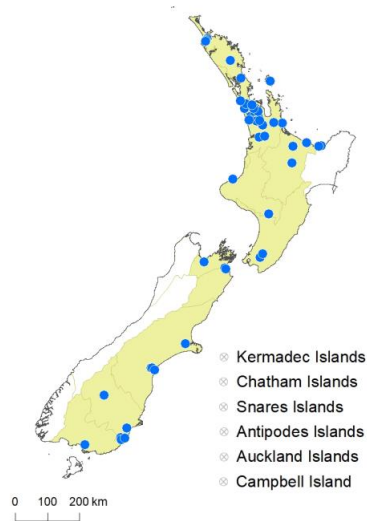 Kermadec Islands
Chatham Islands
Snares Islands
Antipodes Islands
Auckland Islands
Campbell Island
0 100 200 km